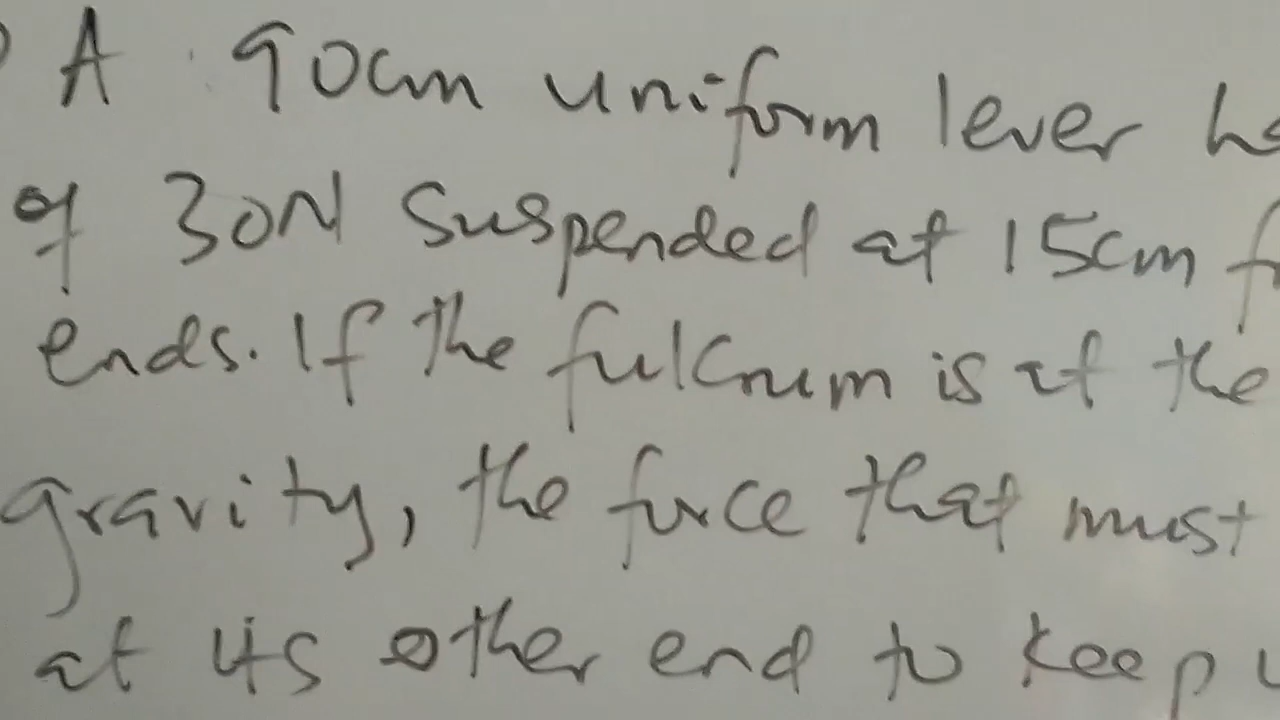 A 90cm uniform lever
of 30N suspended at 15cm
ends. If the fulcrum is at the
gravity, the force that must
at its other end to keep